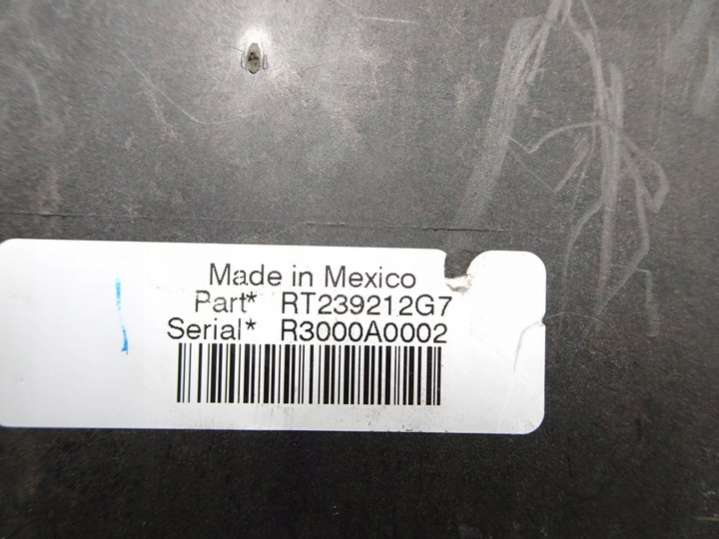 Made in Mexico
Part* RT239212G7
Serial* R3000A0002